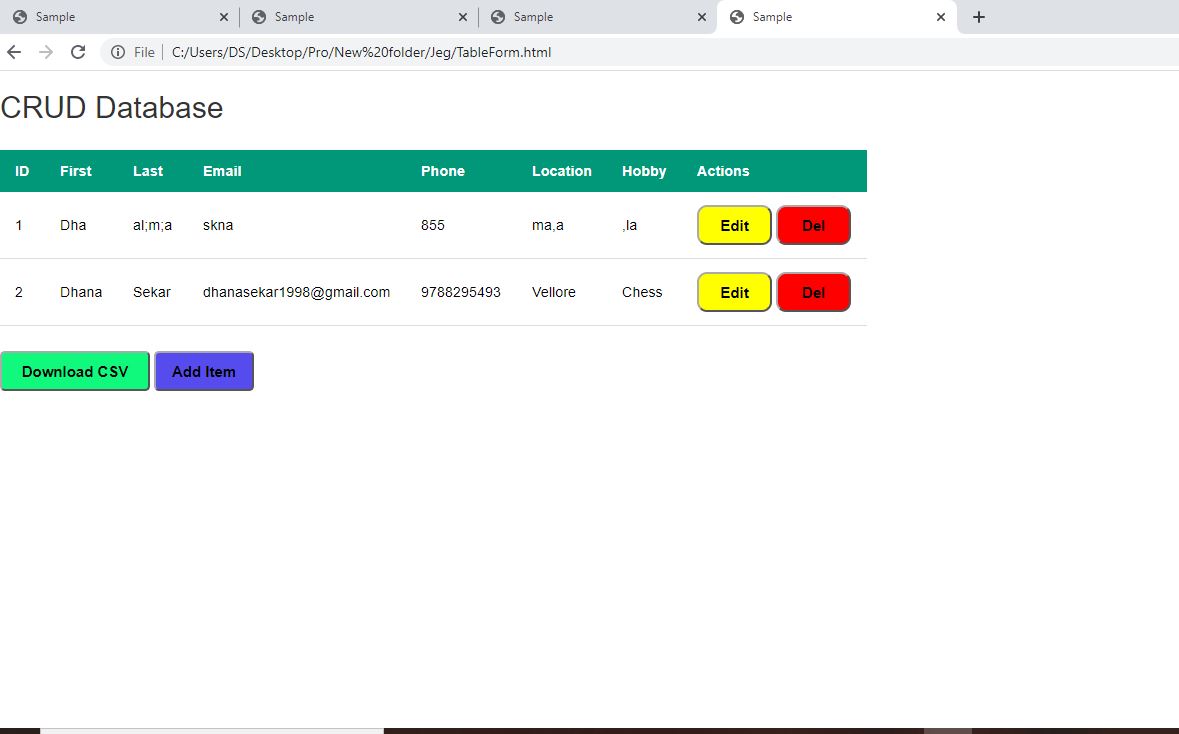 Sample Sample Sample Sample
File C:/Users/DS/Desktop/Pro/New%20folder/Jeg/TableForm.html
CRUD Database
ID First Last Email Phone Location Hobby Actions
1 Dha al;m;a skna 855 ma,a ,la Edit Del
2 Dhana Sekar dhanasekar1998@gmail.com 9788295493 Vellore Chess Edit Del
Download CSV Add Item